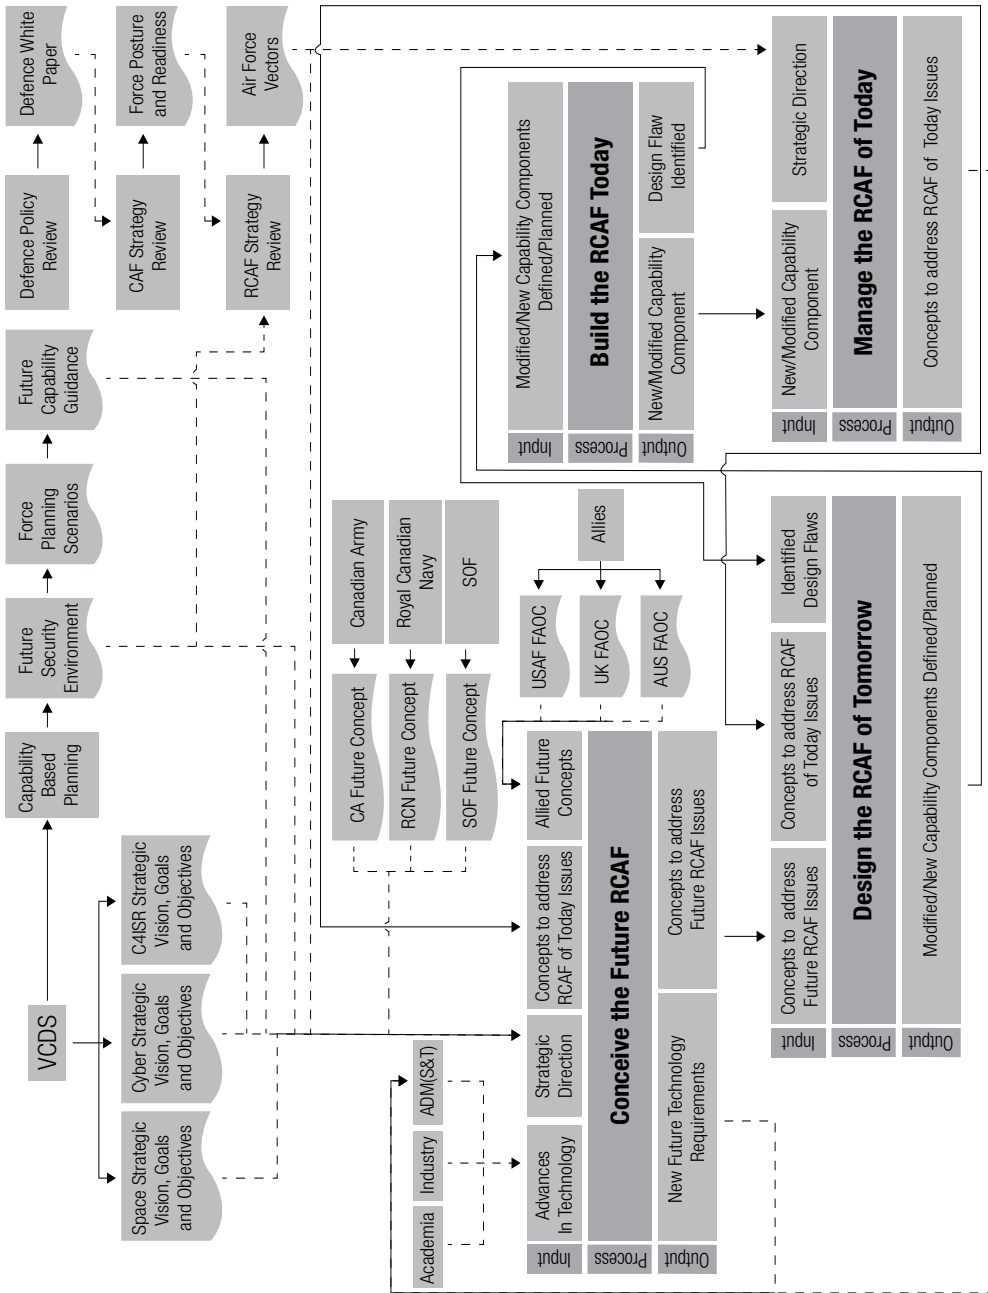 VCDS
Space Strategic
Vision, Goals
and Objectives
Cyber Strategic
Vision, Goals
and Objectives
C4ISR Strategic
Vision, Goals
and Objectives
Capability
Based
Planning
Future
Security
Environment
Force
Planning
Scenarios
Future
Capability
Guidance
Defence Policy
Review
Defence White
Paper
CAF Strategy
Review
Force Posture
and Readiness
RCAF Strategy
Review
Air Force
Vectors
Academia
Industry
ADM(S&T)
CA Future Concept
Canadian Army
RCN Future Concept
Royal Canadian
Navy
SOF Future Concept
SOF
USAF FAOC
UK FAOC
AUS FAOC
Allies
Input
Advances
In Technology
Strategic
Direction
Concepts to address
RCAF of Today Issues
Allied Future
Concepts
Process
Conceive the Future RCAF
Output
New Future Technology
Requirements
Concepts to address
Future RCAF Issues
Input
Modified/New Capability Components
Defined/Planned
Process
Build the RCAF Today
Output
New/Modified Capability
Component
Design Flaw
Identified
Input
Concepts to address
Future RCAF Issues
Concepts to address RCAF
of Today Issues
Identified
Design Flaws
Process
Design the RCAF of Tomorrow
Output
Modified/New Capability Components Defined/Planned
Input
New/Modified Capability
Component
Strategic Direction
Process
Manage the RCAF of Today
Output
Concepts to address RCAF of Today Issues